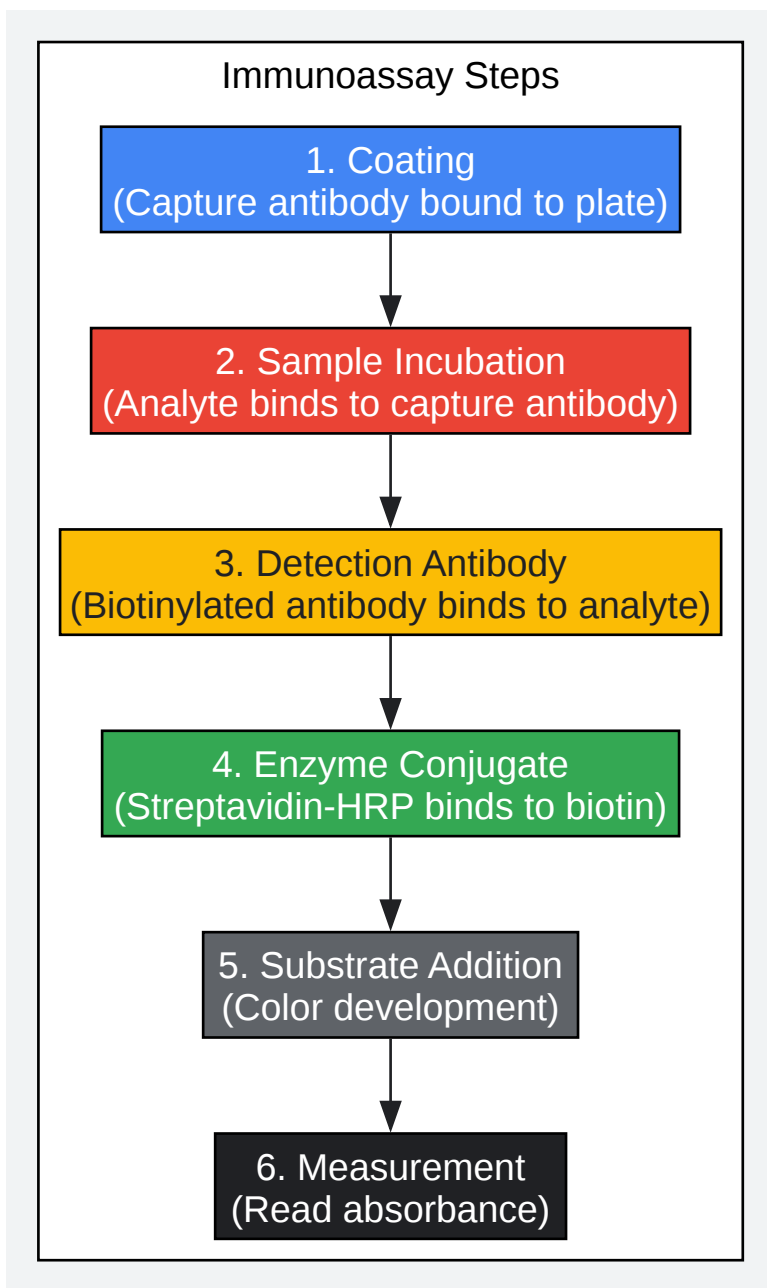 Immunoassay Steps
1. Coating
(Capture antibody bound to plate)
2. Sample Incubation
(Analyte binds to capture antibody)
3. Detection Antibody
(Biotinylated antibody binds to analyte)
4. Enzyme Conjugate
(Streptavidin-HRP binds to biotin)
5. Substrate Addition
(Color development)
6. Measurement
(Read absorbance)